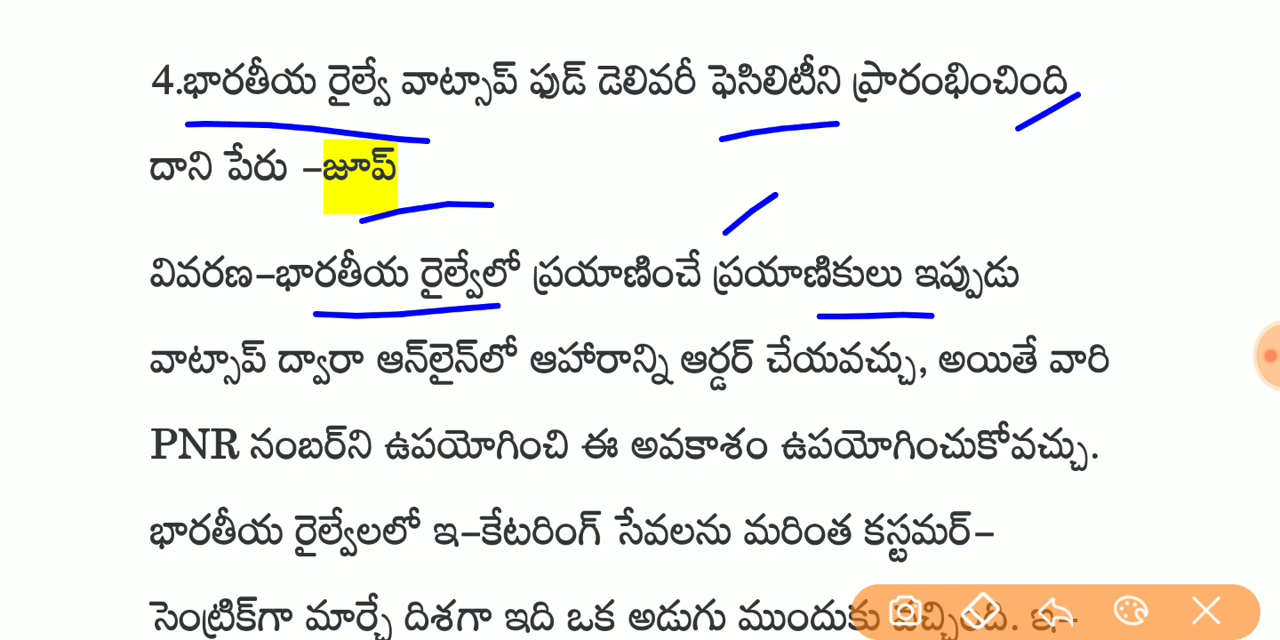 4.భారతీయ రైల్వే వాట్సాప్ ఫుడ్ డెలివరీ ఫెసిలిటీని ప్రారంభించింది
దాని పేరు –జూప్
వివరణ–భారతీయ రైల్వేలో ప్రయాణించే ప్రయాణికులు ఇప్పుడు
వాట్సాప్ ద్వారా ఆన్‌లైన్‌లో ఆహారాన్ని ఆర్డర్ చేయవచ్చు, అయితే వారి
PNR నంబర్‌ని ఉపయోగించి ఈ అవకాశం ఉపయోగించుకోవచ్చు.
భారతీయ రైల్వేలలో ఇ–కేటరింగ్ సేవలను మరింత కస్టమర్–
సెంట్రిక్‌గా మార్చే దిశగా ఇది ఒక అడుగు ముందుకు వచ్చింది. ఇ–